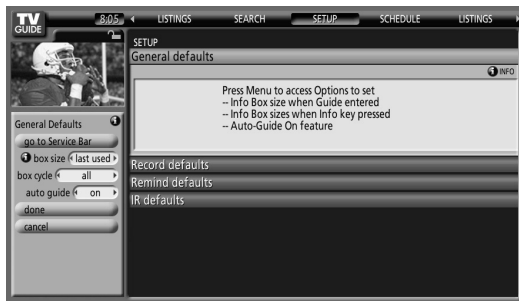 TV
GUIDE
8:05
LISTINGS SEARCH SETUP SCHEDULE LISTINGS
SETUP
General defaults
i INFO
Press Menu to access Options to set
-- Info Box size when Guide entered
-- Info Box sizes when Info key pressed
-- Auto-Guide On feature
Record defaults
Remind defaults
IR defaults
General Defaults i
go to Service Bar
i box size last used
box cycle all
auto guide on
done
cancel